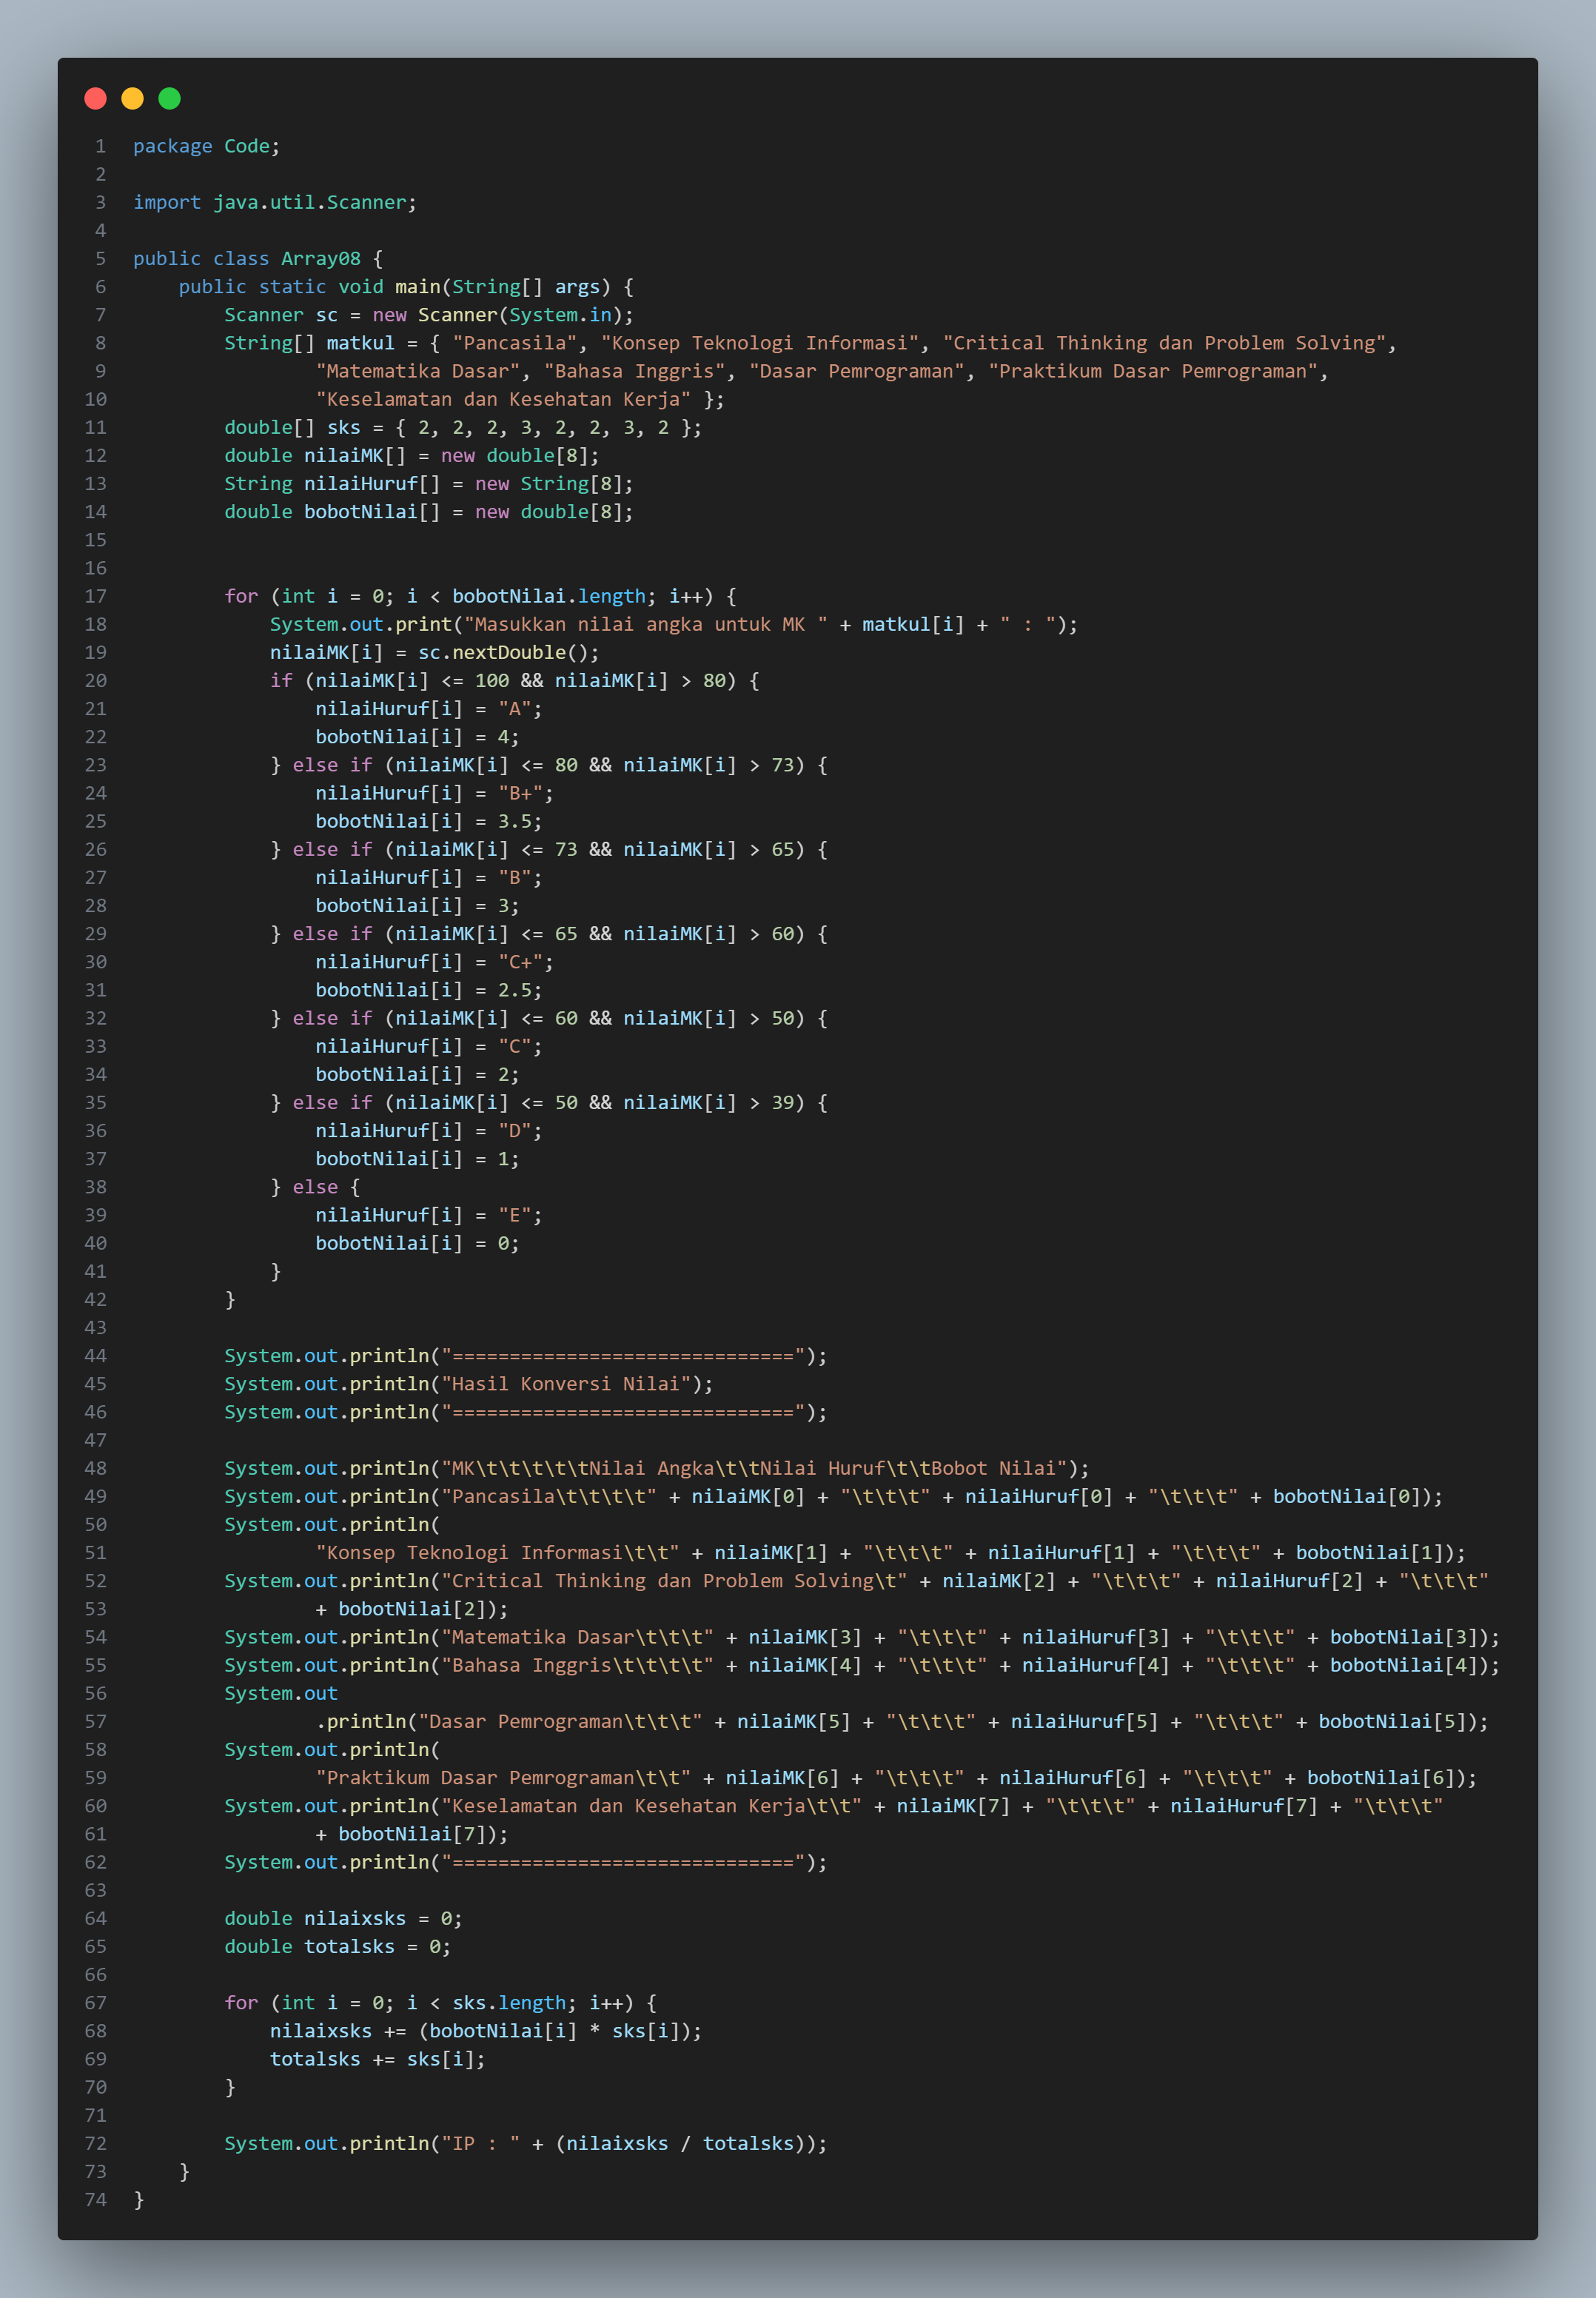 1 package Code;
2
3 import java.util.Scanner;
4
5 public class Array08 {
6     public static void main(String[] args) {
7         Scanner sc = new Scanner(System.in);
8         String[] matkul = { "Pancasila", "Konsep Teknologi Informasi", "Critical Thinking dan Problem Solving",
9                 "Matematika Dasar", "Bahasa Inggris", "Dasar Pemrograman", "Praktikum Dasar Pemrograman",
10                 "Keselamatan dan Kesehatan Kerja" };
11         double[] sks = { 2, 2, 2, 3, 2, 2, 3, 2 };
12         double nilaiMK[] = new double[8];
13         String nilaiHuruf[] = new String[8];
14         double bobotNilai[] = new double[8];
15
16
17         for (int i = 0; i < bobotNilai.length; i++) {
18             System.out.print("Masukkan nilai angka untuk MK " + matkul[i] + " : ");
19             nilaiMK[i] = sc.nextDouble();
20             if (nilaiMK[i] <= 100 && nilaiMK[i] > 80) {
21                 nilaiHuruf[i] = "A";
22                 bobotNilai[i] = 4;
23             } else if (nilaiMK[i] <= 80 && nilaiMK[i] > 73) {
24                 nilaiHuruf[i] = "B+";
25                 bobotNilai[i] = 3.5;
26             } else if (nilaiMK[i] <= 73 && nilaiMK[i] > 65) {
27                 nilaiHuruf[i] = "B";
28                 bobotNilai[i] = 3;
29             } else if (nilaiMK[i] <= 65 && nilaiMK[i] > 60) {
30                 nilaiHuruf[i] = "C+";
31                 bobotNilai[i] = 2.5;
32             } else if (nilaiMK[i] <= 60 && nilaiMK[i] > 50) {
33                 nilaiHuruf[i] = "C";
34                 bobotNilai[i] = 2;
35             } else if (nilaiMK[i] <= 50 && nilaiMK[i] > 39) {
36                 nilaiHuruf[i] = "D";
37                 bobotNilai[i] = 1;
38             } else {
39                 nilaiHuruf[i] = "E";
40                 bobotNilai[i] = 0;
41             }
42         }
43
44         System.out.println("==============================");
45         System.out.println("Hasil Konversi Nilai");
46         System.out.println("==============================");
47
48         System.out.println("MK\t\t\t\t\tNilai Angka\t\tNilai Huruf\t\tBobot Nilai");
49         System.out.println("Pancasila\t\t\t\t" + nilaiMK[0] + "\t\t\t" + nilaiHuruf[0] + "\t\t\t" + bobotNilai[0]);
50         System.out.println(
51                 "Konsep Teknologi Informasi\t\t" + nilaiMK[1] + "\t\t\t" + nilaiHuruf[1] + "\t\t\t" + bobotNilai[1]);
52         System.out.println("Critical Thinking dan Problem Solving\t" + nilaiMK[2] + "\t\t\t" + nilaiHuruf[2] + "\t\t\t"
53                 + bobotNilai[2]);
54         System.out.println("Matematika Dasar\t\t\t" + nilaiMK[3] + "\t\t\t" + nilaiHuruf[3] + "\t\t\t" + bobotNilai[3]);
55         System.out.println("Bahasa Inggris\t\t\t\t" + nilaiMK[4] + "\t\t\t" + nilaiHuruf[4] + "\t\t\t" + bobotNilai[4]);
56         System.out
57                 .println("Dasar Pemrograman\t\t\t" + nilaiMK[5] + "\t\t\t" + nilaiHuruf[5] + "\t\t\t" + bobotNilai[5]);
58         System.out.println(
59                 "Praktikum Dasar Pemrograman\t\t" + nilaiMK[6] + "\t\t\t" + nilaiHuruf[6] + "\t\t\t" + bobotNilai[6]);
60         System.out.println("Keselamatan dan Kesehatan Kerja\t\t" + nilaiMK[7] + "\t\t\t" + nilaiHuruf[7] + "\t\t\t"
61                 + bobotNilai[7]);
62         System.out.println("==============================");
63
64         double nilaixsks = 0;
65         double totalsks = 0;
66
67         for (int i = 0; i < sks.length; i++) {
68             nilaixsks += (bobotNilai[i] * sks[i]);
69             totalsks += sks[i];
70         }
71
72         System.out.println("IP : " + (nilaixsks / totalsks));
73     }
74 }